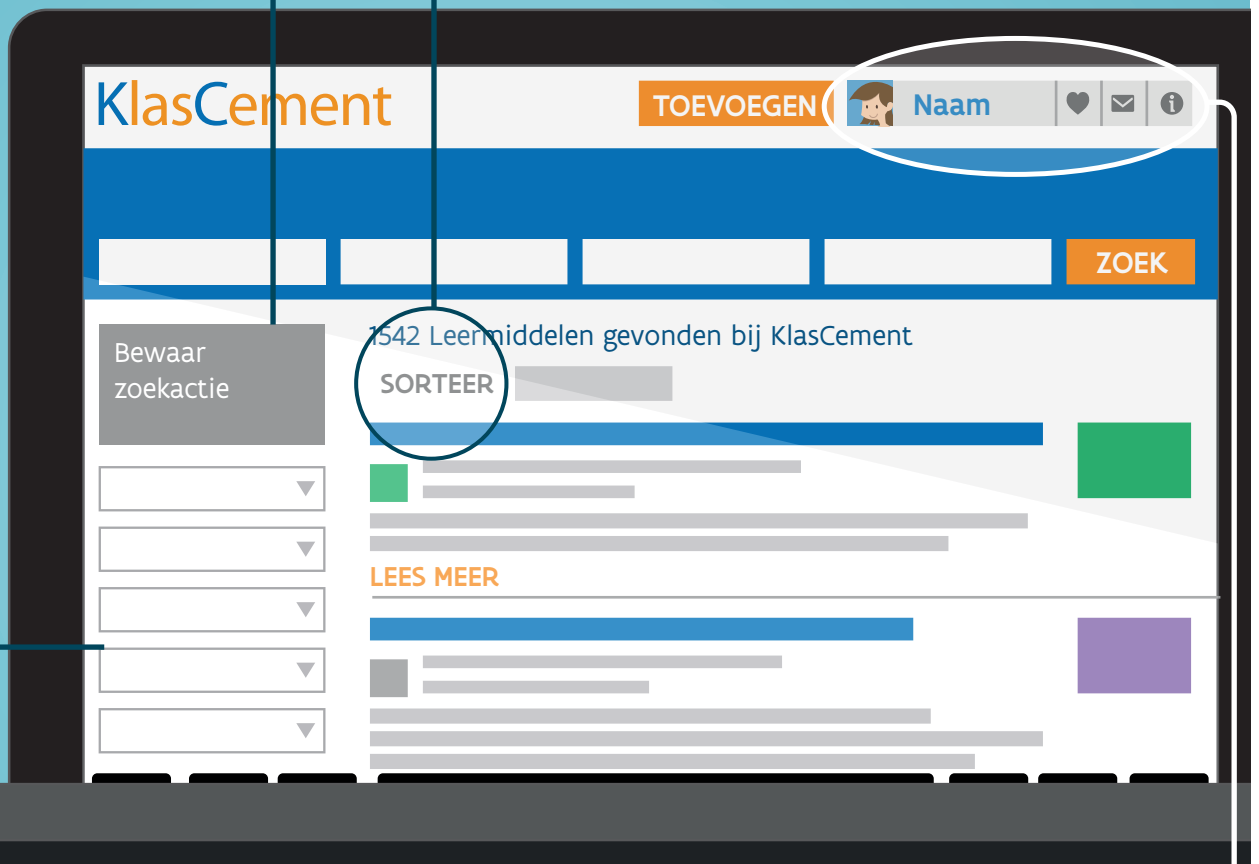 KlasCement
TOEVOEGEN
Naam
ZOEK
Bewaar
zoekactie
1542 Leermiddelen gevonden bij KlasCement
SORTEER
LEES MEER